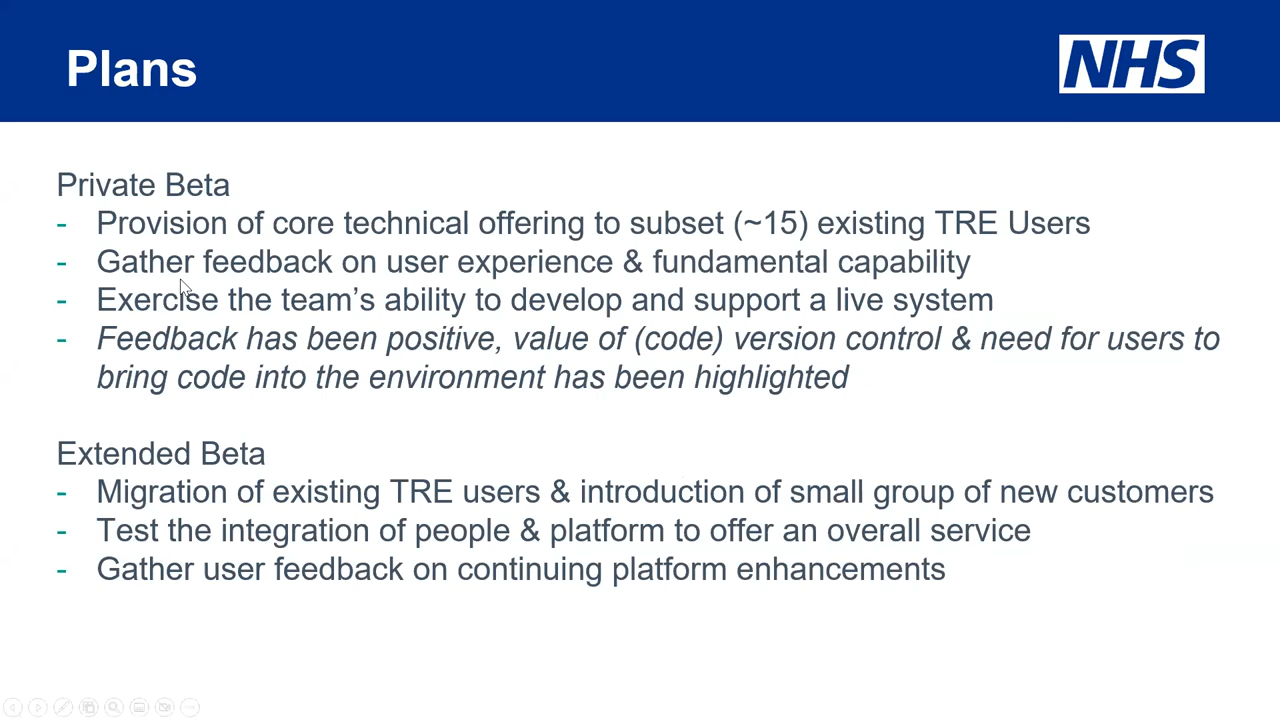 Plans
NHS
Private Beta
- Provision of core technical offering to subset (~15) existing TRE Users
- Gather feedback on user experience & fundamental capability
- Exercise the team’s ability to develop and support a live system
- Feedback has been positive, value of (code) version control & need for users to
bring code into the environment has been highlighted
Extended Beta
- Migration of existing TRE users & introduction of small group of new customers
- Test the integration of people & platform to offer an overall service
- Gather user feedback on continuing platform enhancements